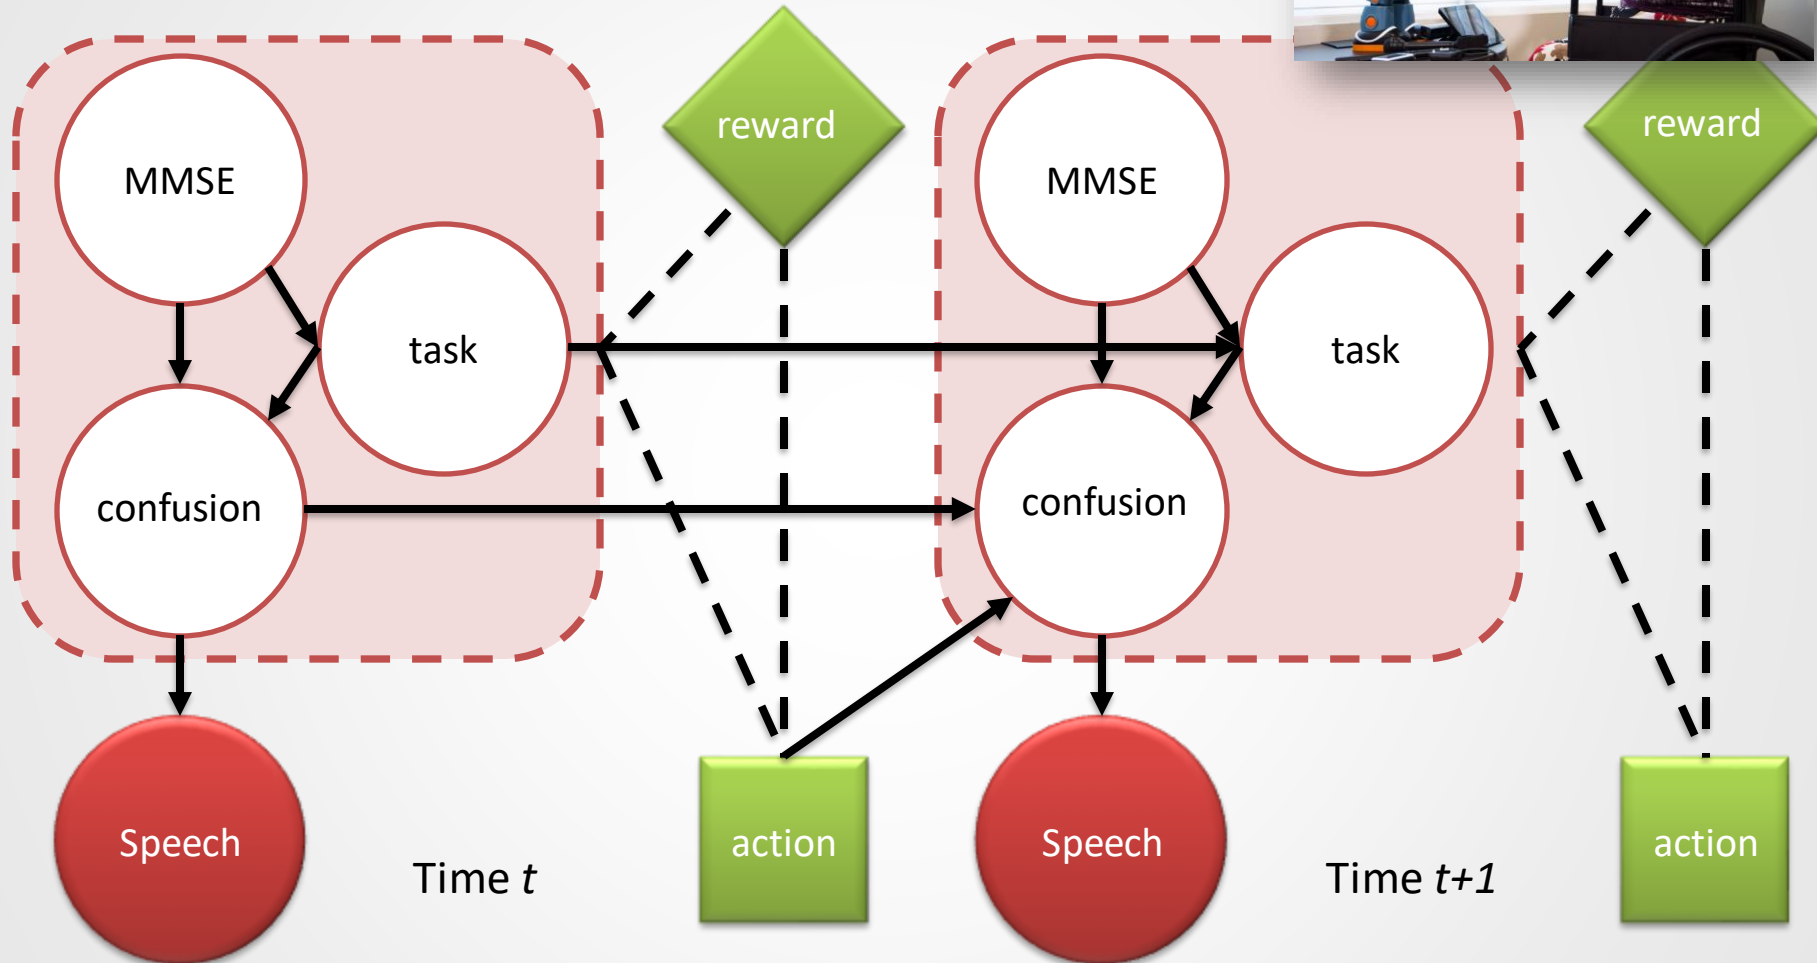 MMSE
task
confusion
Speech
Time t
reward
action
MMSE
task
confusion
Speech
Time t+1
reward
action